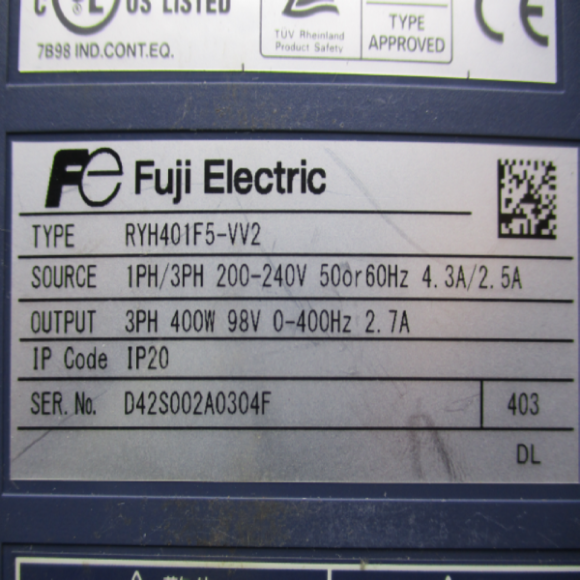 C UL US LISTED
7B98 IND.CONT.EQ.
TÜV Rheinland
Product Safety
TYPE
APPROVED
CE
Fe Fuji Electric
TYPE RYH401F5-VV2
SOURCE 1PH/3PH 200-240V 50or60Hz 4.3A/2.5A
OUTPUT 3PH 400W 98V 0-400Hz 2.7A
IP Code IP20
SER. No. D42S002A0304F 403
DL